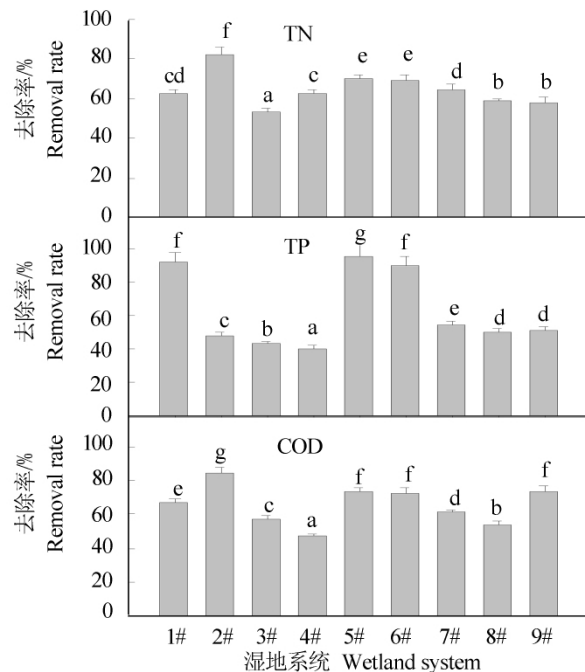 100
80
60
40
20
0
去除率/%
Removal rate
TN
cd
f
a
c
e
e
d
b
b
80
60
40
20
0
去除率/%
Removal rate
TP
f
c
b
a
g
f
e
d
d
100
80
60
40
20
0
去除率/%
Removal rate
COD
e
g
c
a
f
f
d
b
f
1# 2# 3# 4# 5# 6# 7# 8# 9#
湿地系统 Wetland system